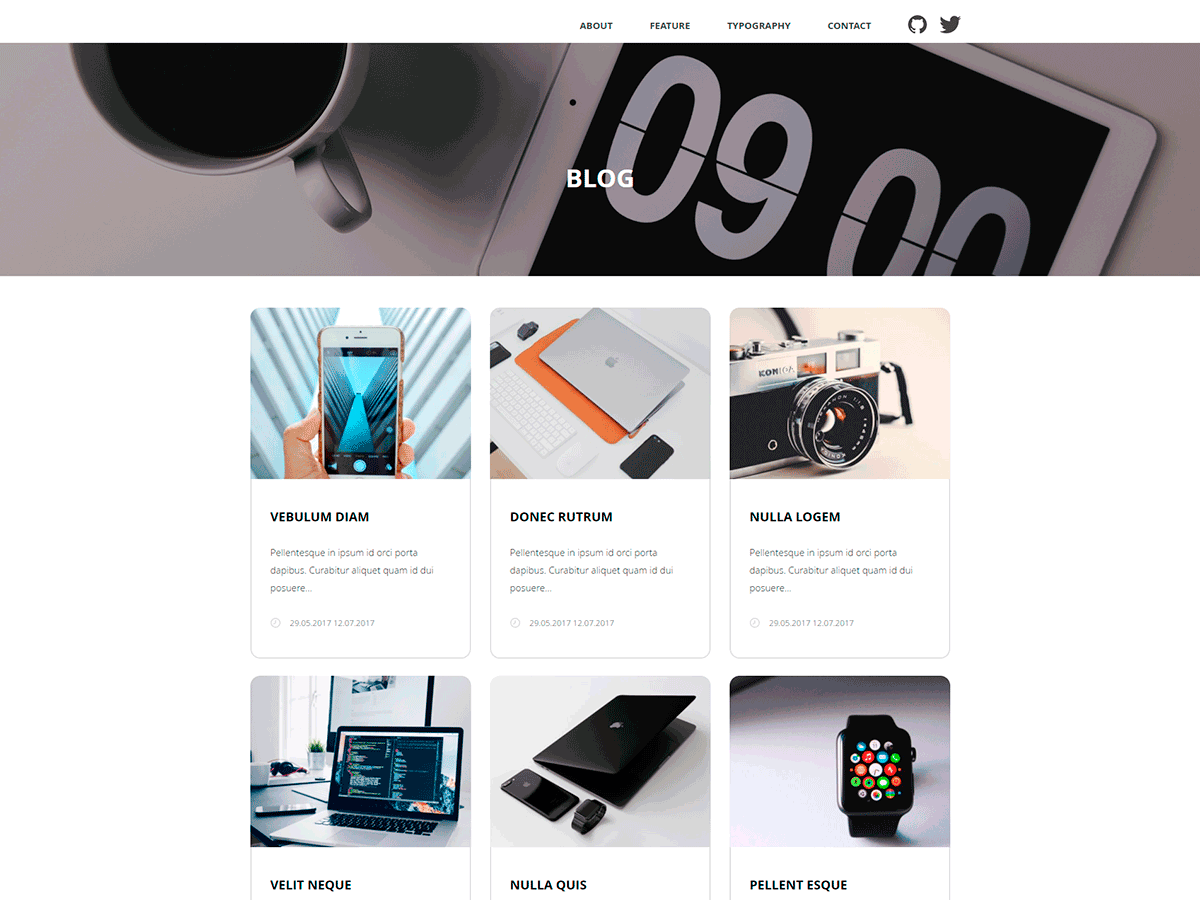 ABOUT FEATURE TYPOGRAPHY CONTACT
09 00
BLOG
KONICA
VEBULUM DIAM
DONEC RUTRUM
NULLA LOGEM
Pellentesque in ipsum id orci porta
dapibus. Curabitur aliquet quam id dui
posuere...
Pellentesque in ipsum id orci porta
dapibus. Curabitur aliquet quam id dui
posuere...
Pellentesque in ipsum id orci porta
dapibus. Curabitur aliquet quam id dui
posuere...
29.05.2017 12.07.2017
29.05.2017 12.07.2017
29.05.2017 12.07.2017
VELIT NEQUE
NULLA QUIS
PELLENT ESQUE